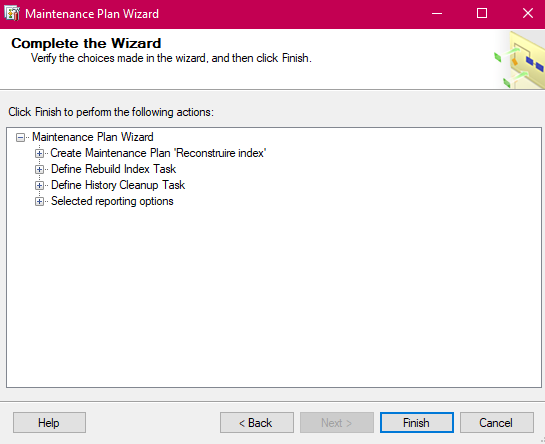 Maintenance Plan Wizard
Complete the Wizard
Verify the choices made in the wizard, and then click Finish.
Click Finish to perform the following actions:
Maintenance Plan Wizard
Create Maintenance Plan 'Reconstruire index'
Define Rebuild Index Task
Define History Cleanup Task
Selected reporting options
Help
< Back
Next >
Finish
Cancel